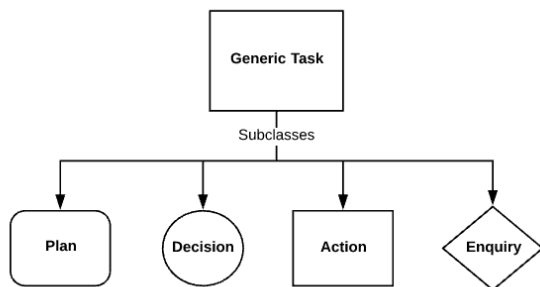 Generic Task
Subclasses
Plan
Decision
Action
Enquiry